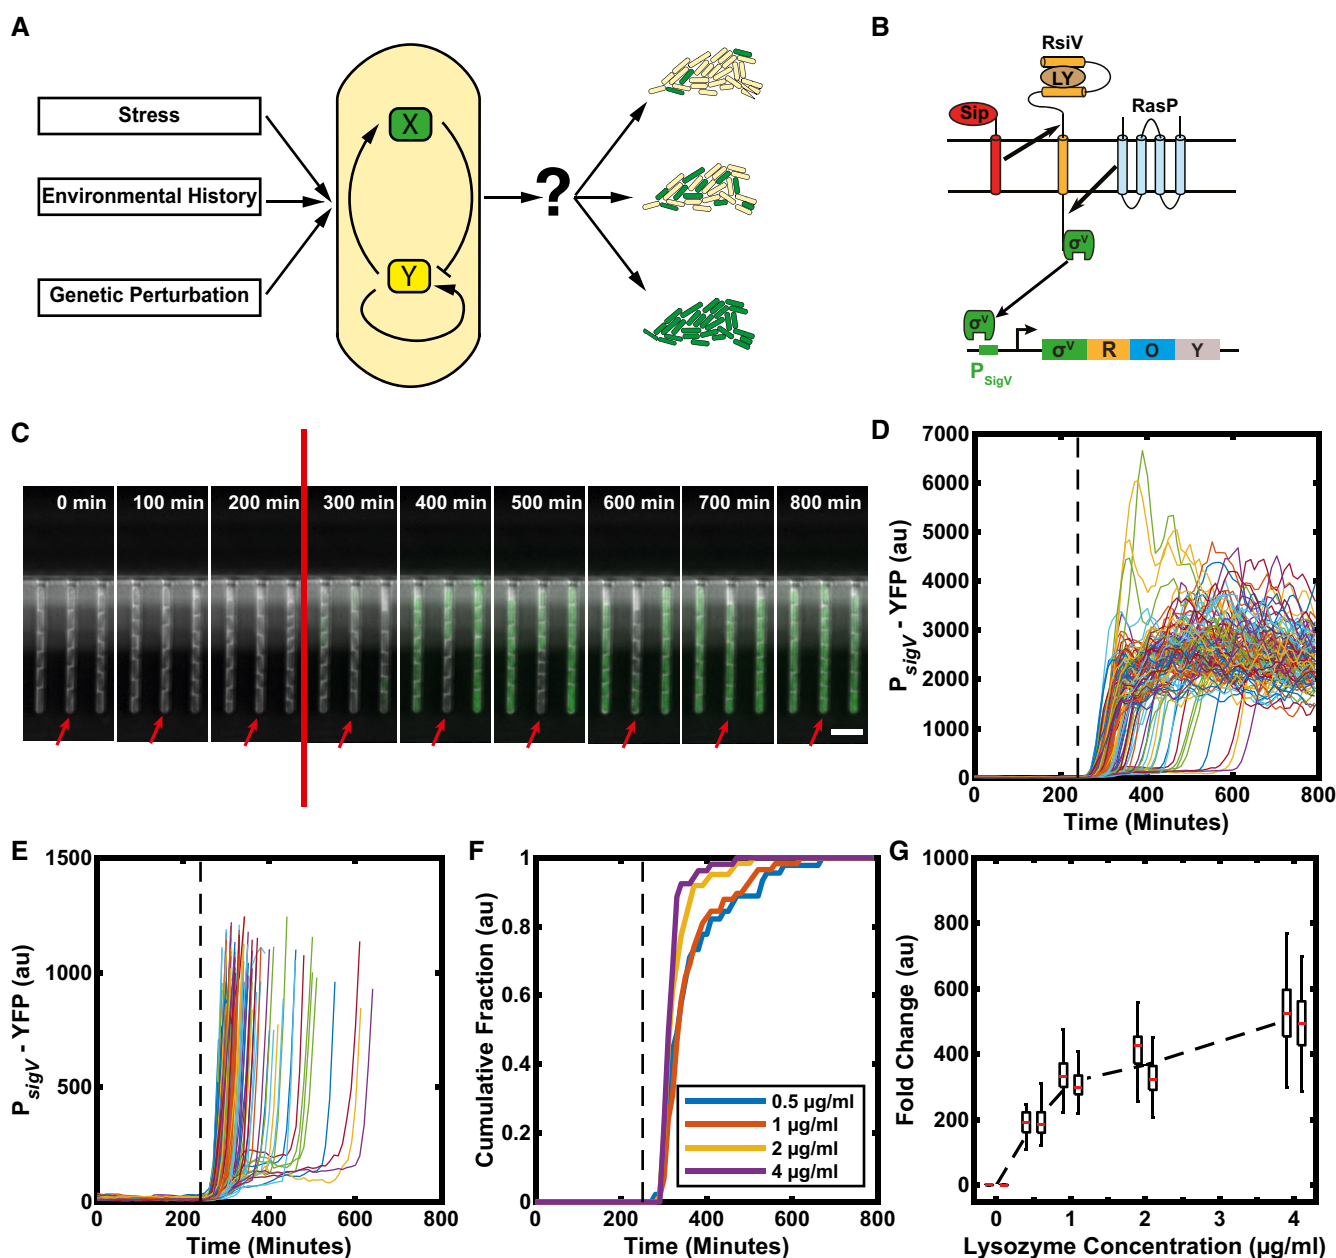 A
Stress
Environmental History
Genetic Perturbation
X
Y
?
B
RsiV
LY
Sip
RasP
σV
σV
PSigV
σV R O Y
C
0 min 100 min 200 min 300 min 400 min 500 min 600 min 700 min 800 min
D
PsigV - YFP (au)
7000
6000
5000
4000
3000
2000
1000
0
0 200 400 600 800
Time (Minutes)
E
PsigV - YFP (au)
1500
1000
500
0
0 200 400 600 800
Time (Minutes)
F
Cumulative Fraction (au)
1
0.8
0.6
0.4
0.2
0
0.5 µg/ml
1 µg/ml
2 µg/ml
4 µg/ml
0 200 400 600 800
Time (Minutes)
G
Fold Change (au)
1000
800
600
400
200
0
0 1 2 3 4
Lysozyme Concentration (µg/ml)